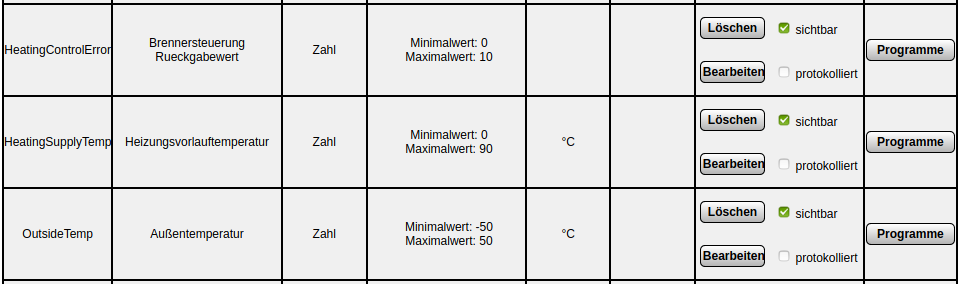 HeatingControlError
Brennersteuerung
Rueckgabewert
Zahl
Minimalwert: 0
Maximalwert: 10
Löschen
sichtbar
Bearbeiten
protokolliert
Programme
HeatingSupplyTemp
Heizungsvorlauftemperatur
Zahl
Minimalwert: 0
Maximalwert: 90
°C
Löschen
sichtbar
Bearbeiten
protokolliert
Programme
OutsideTemp
Außentemperatur
Zahl
Minimalwert: -50
Maximalwert: 50
°C
Löschen
sichtbar
Bearbeiten
protokolliert
Programme